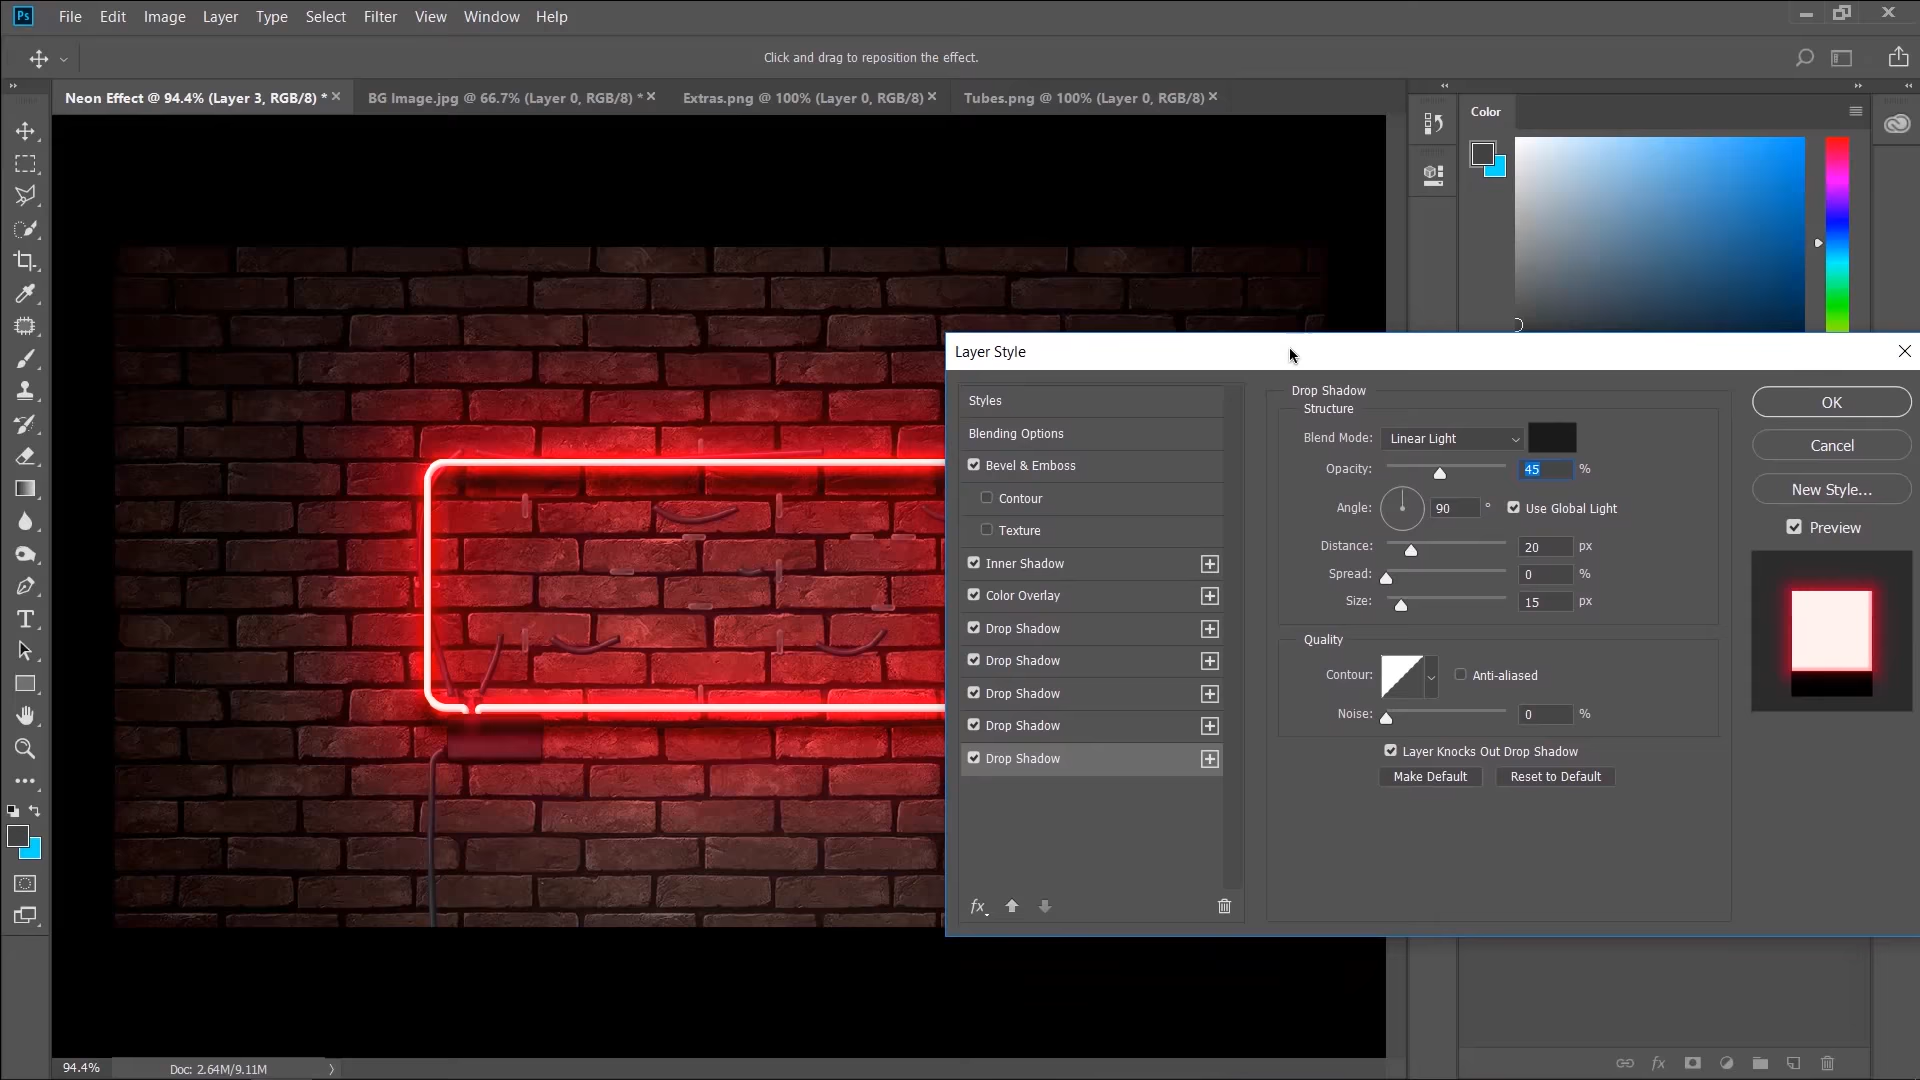 Ps File Edit Image Layer Type Select Filter View Window Help
Click and drag to reposition the effect.
Neon Effect @ 94.4% (Layer 3, RGB/8) * BG Image.jpg @ 66.7% (Layer 0, RGB/8) * Extras.png @ 100% (Layer 0, RGB/8) Tubes.png @ 100% (Layer 0, RGB/8)
Color
Layer Style
Styles
Blending Options
Bevel & Emboss
Contour
Texture
Inner Shadow
Color Overlay
Drop Shadow
Drop Shadow
Drop Shadow
Drop Shadow
Drop Shadow
fx
Drop Shadow
Structure
Blend Mode: Linear Light
Opacity: 45 %
Angle: 90 ° Use Global Light
Distance: 20 px
Spread: 0 %
Size: 15 px
Quality
Contour: Anti-aliased
Noise: 0 %
Layer Knocks Out Drop Shadow
Make Default Reset to Default
OK
Cancel
New Style...
Preview
94.4% Doc: 2.64M/9.11M
fx